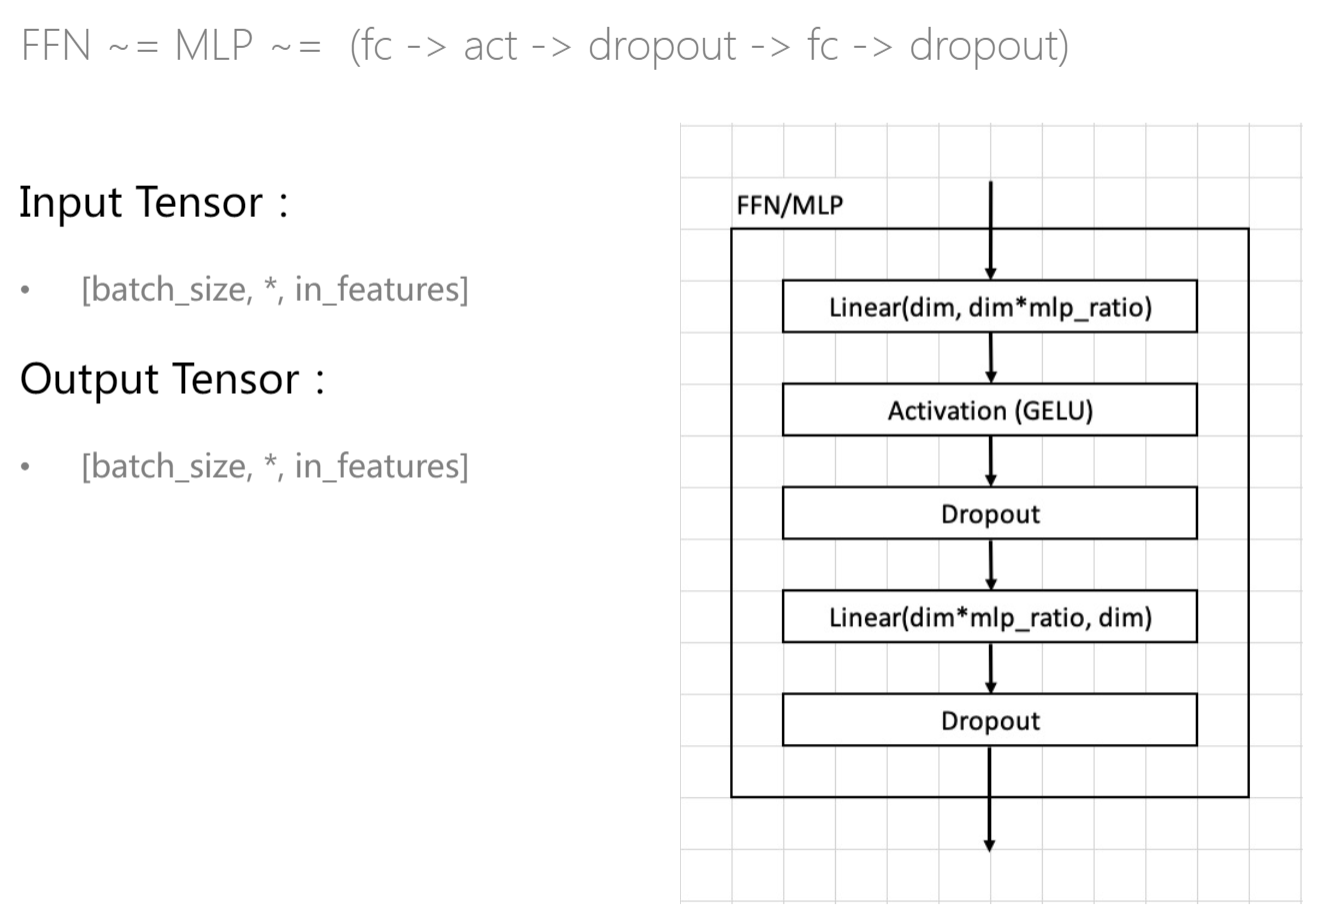 FFN ~= MLP ~= (fc -> act -> dropout -> fc -> dropout)
Input Tensor :
• [batch_size, *, in_features]
Output Tensor :
• [batch_size, *, in_features]
FFN/MLP
Linear(dim, dim*mlp_ratio)
Activation (GELU)
Dropout
Linear(dim*mlp_ratio, dim)
Dropout